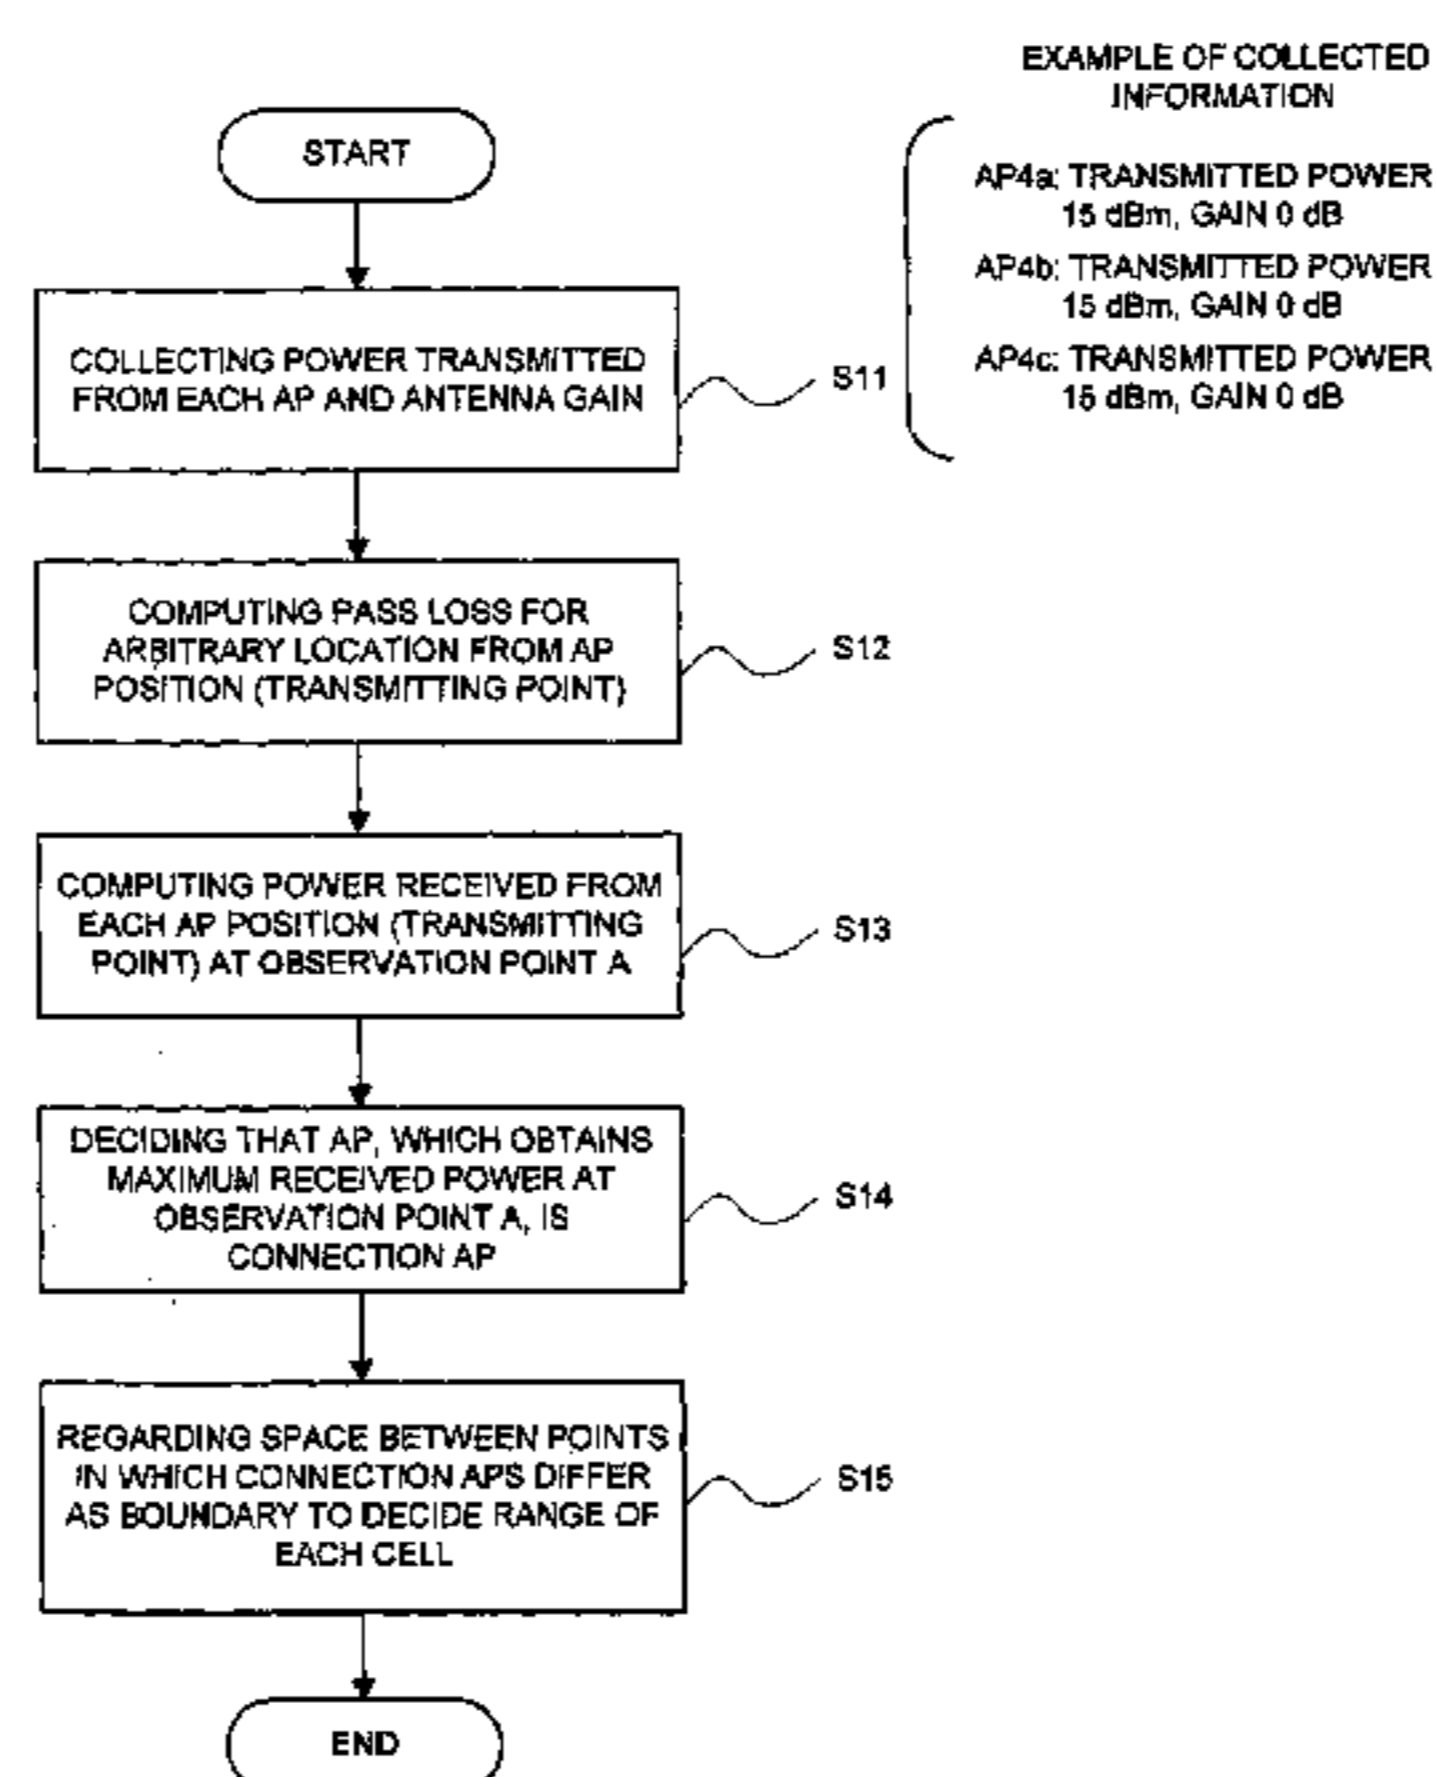 EXAMPLE OF COLLECTED
INFORMATION
START
AP4a: TRANSMITTED POWER
15 dBm, GAIN 0 dB
AP4b: TRANSMITTED POWER
15 dBm, GAIN 0 dB
AP4c: TRANSMITTED POWER
15 dBm, GAIN 0 dB
COLLECTING POWER TRANSMITTED
FROM EACH AP AND ANTENNA GAIN
S11
COMPUTING PASS LOSS FOR
ARBITRARY LOCATION FROM AP
POSITION (TRANSMITTING POINT)
S12
COMPUTING POWER RECEIVED FROM
EACH AP POSITION (TRANSMITTING
POINT) AT OBSERVATION POINT A
S13
DECIDING THAT AP, WHICH OBTAINS
MAXIMUM RECEIVED POWER AT
OBSERVATION POINT A, IS
CONNECTION AP
S14
REGARDING SPACE BETWEEN POINTS
IN WHICH CONNECTION APS DIFFER
AS BOUNDARY TO DECIDE RANGE OF
EACH CELL
S15
END